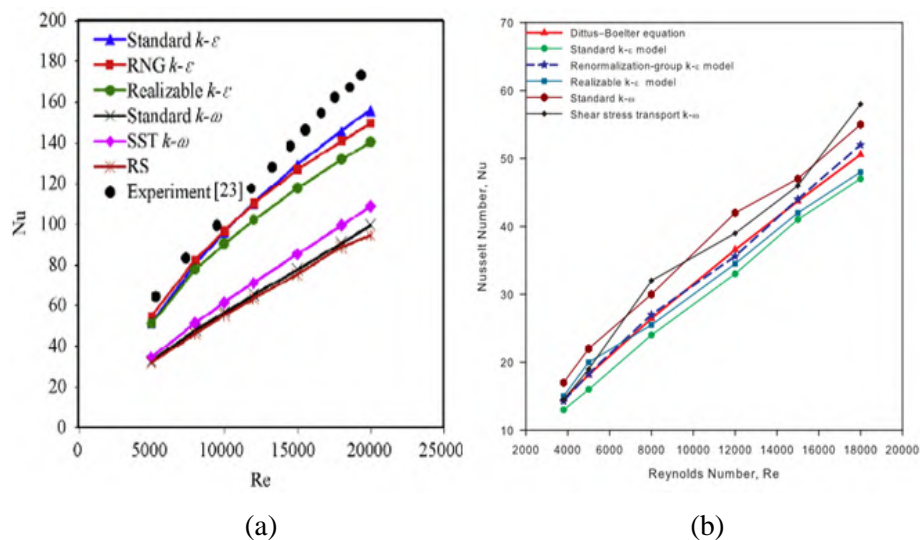 200
180
160
140
120
100
80
60
40
20
0
Nu
Standard k-ε
RNG k-ε
Realizable k-ε
Standard k-ω
SST k-ω
RS
Experiment [23]
0 5000 10000 15000 20000 25000
Re
(a)
70
60
50
40
30
20
10
Nusselt Number, Nu
Dittus–Boelter equation
Standard k-ε model
Renormalization-group k-ε model
Realizable k-ε model
Standard k-ω
Shear stress transport k-ω
2000 4000 6000 8000 10000 12000 14000 16000 18000 20000
Reynolds Number, Re
(b)